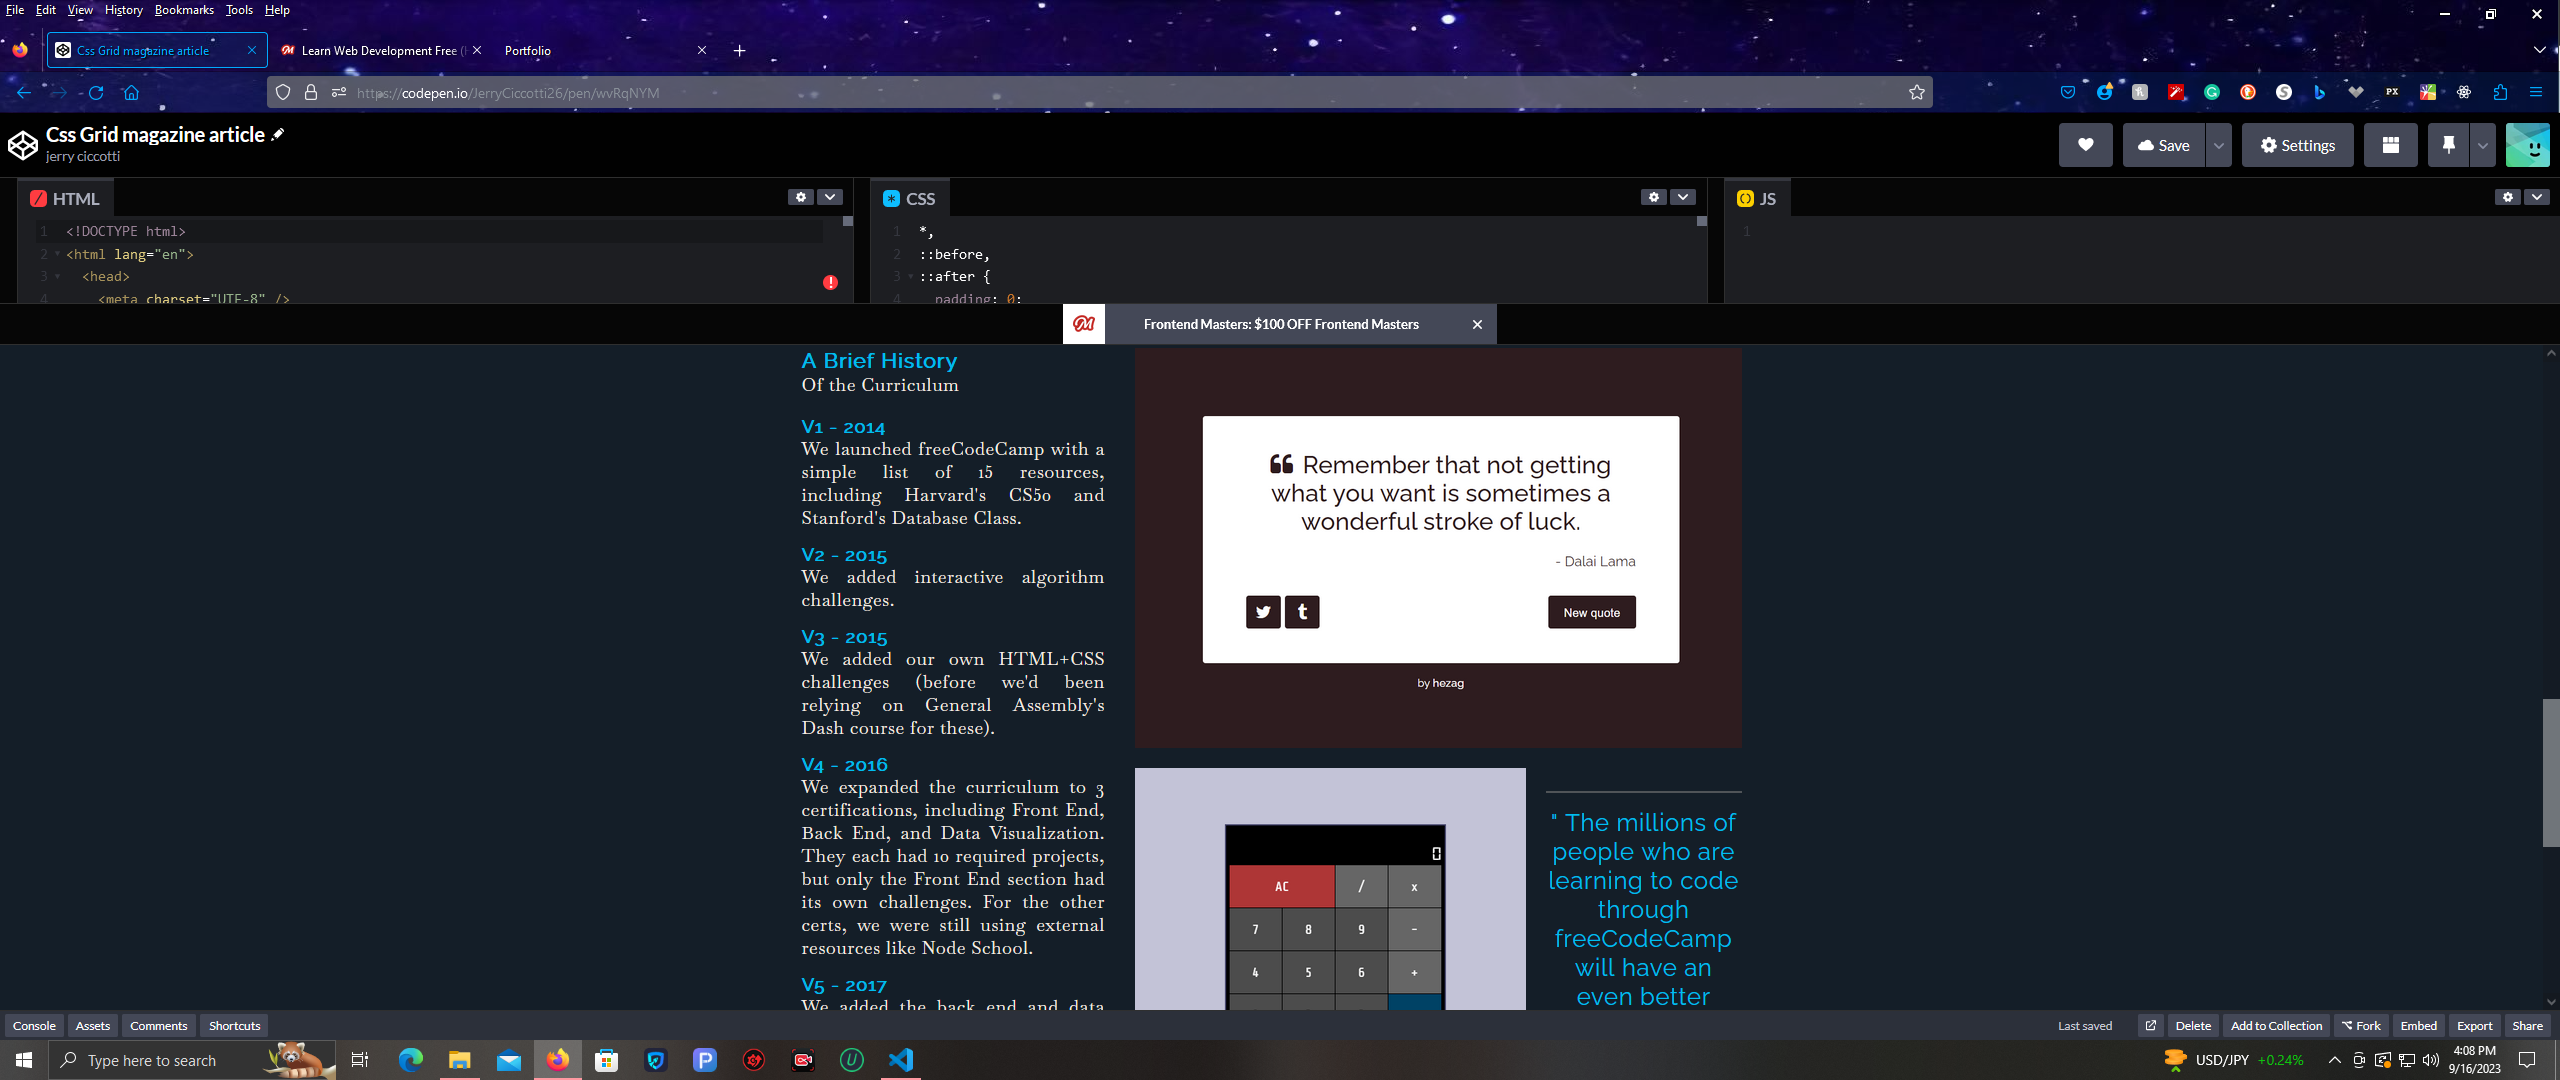 File Edit View History Bookmarks Tools Help
Css Grid magazine article
Learn Web Development Free
Portfolio
https://codepen.io/JerryCiccotti26/pen/wvRqNYM
Css Grid magazine article
jerry ciccotti
Save
Settings
HTML
1 <!DOCTYPE html>
2 <html lang="en">
3 <head>
4 <meta charset="UTF-8" />
CSS
1 *,
2 ::before,
3 ::after {
4 padding: 0;
JS
1
Frontend Masters: $100 OFF Frontend Masters
A Brief History
Of the Curriculum
V1 - 2014
We launched freeCodeCamp with a
simple list of 15 resources,
including Harvard's CS50 and
Stanford's Database Class.
V2 - 2015
We added interactive algorithm
challenges.
V3 - 2015
We added our own HTML+CSS
challenges (before we'd been
relying on General Assembly's
Dash course for these).
V4 - 2016
We expanded the curriculum to 3
certifications, including Front End,
Back End, and Data Visualization.
They each had 10 required projects,
but only the Front End section had
its own challenges. For the other
certs, we were still using external
resources like Node School.
V5 - 2017
We added the back end and data
Remember that not getting
what you want is sometimes a
wonderful stroke of luck.
- Dalai Lama
New quote
by hezag
0
AC / x
7 8 9 -
4 5 6 +
" The millions of
people who are
learning to code
through
freeCodeCamp
will have an
even better
Console Assets Comments Shortcuts
Last saved
Delete Add to Collection Fork Embed Export Share
Type here to search
USD/JPY +0.24%
4:08 PM
9/16/2023